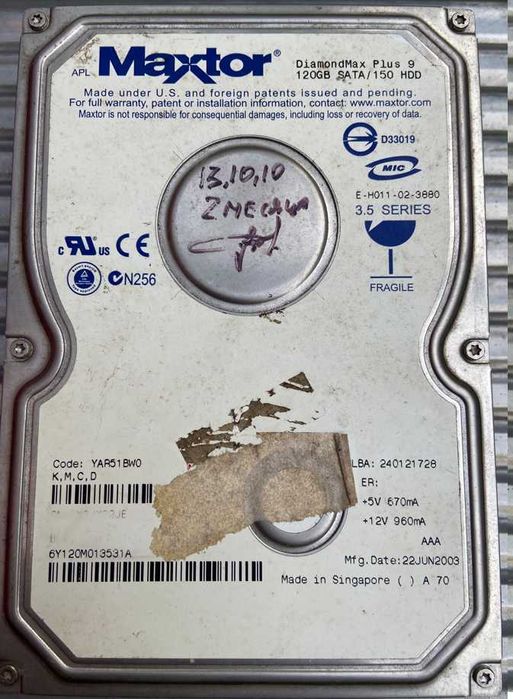 APL Maxtor®
DiamondMax Plus 9
120GB SATA/150 HDD
Made under U.S. and foreign patents issued and pending.
For full warranty, patent or installation information, contact: www.maxtor.com
Maxtor is not responsible for consequential damages, including loss or recovery of data.
D33019
MIC
E-H011-02-3880
3.5 SERIES
FRAGILE
13,10,10
c RU US CE
N256
Code: YAR51BW0
K,M,C,D
6Y120M013531A
LBA: 240121728
ER:
+5V 670mA
+12V 960mA
AAA
Mfg.Date:22JUN2003
Made in Singapore ( ) A 70